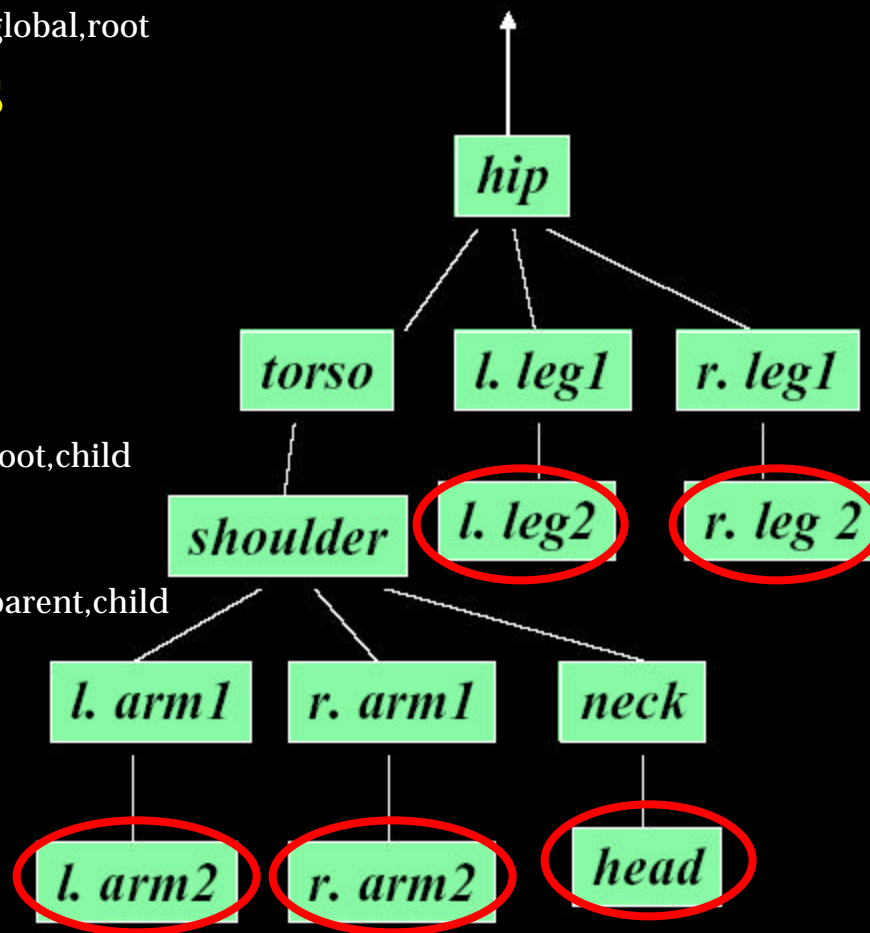 global,root
hip
torso
l. leg1
r. leg1
root,child
l. leg2
r. leg 2
shoulder
parent,child
l. arm1
r. arm1
neck
l. arm2
r. arm2
head